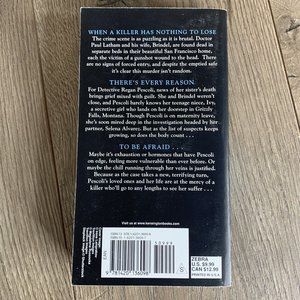 WHEN A KILLER HAS NOTHING TO LOSE
The crime scene is as puzzling as it is brutal. Doctor
Paul Latham and his wife, Brindel, are found dead in
separate beds in their beautiful San Francisco home,
each the victim of a gunshot wound to the head. There
are no signs of forced entry, and despite the emptied safe
it's clear this murder isn't random.
THERE'S EVERY REASON
For Detective Regan Pescoli, news of her sister's death
brings grief mixed with guilt. She and Brindel weren't
close, and Pescoli barely knows her teenage niece, Ivy,
a secretive girl who lands on her doorstep in Grizzly
Falls, Montana. Though Pescoli is on maternity leave,
she's soon mired deep in the investigation headed by her
partner, Selena Alvarez. But as the list of suspects keeps
growing, so does the body count . . .
TO BE AFRAID . . .
Maybe it's exhaustion or hormones that have Pescoli
on edge, feeling more vulnerable than ever before. Or
maybe the chill running through her veins is justified.
Because as the case takes a new, terrifying turn,
Pescoli's loved ones and her life are at the mercy of a
killer who'll go to any lengths to see her suffer . . .
Visit us at www.kensingtonbooks.com
50999
9781420136098
EAN
S
ZEBRA
U.S. $9.99
CAN $12.99
PRINTED IN U.S.A.